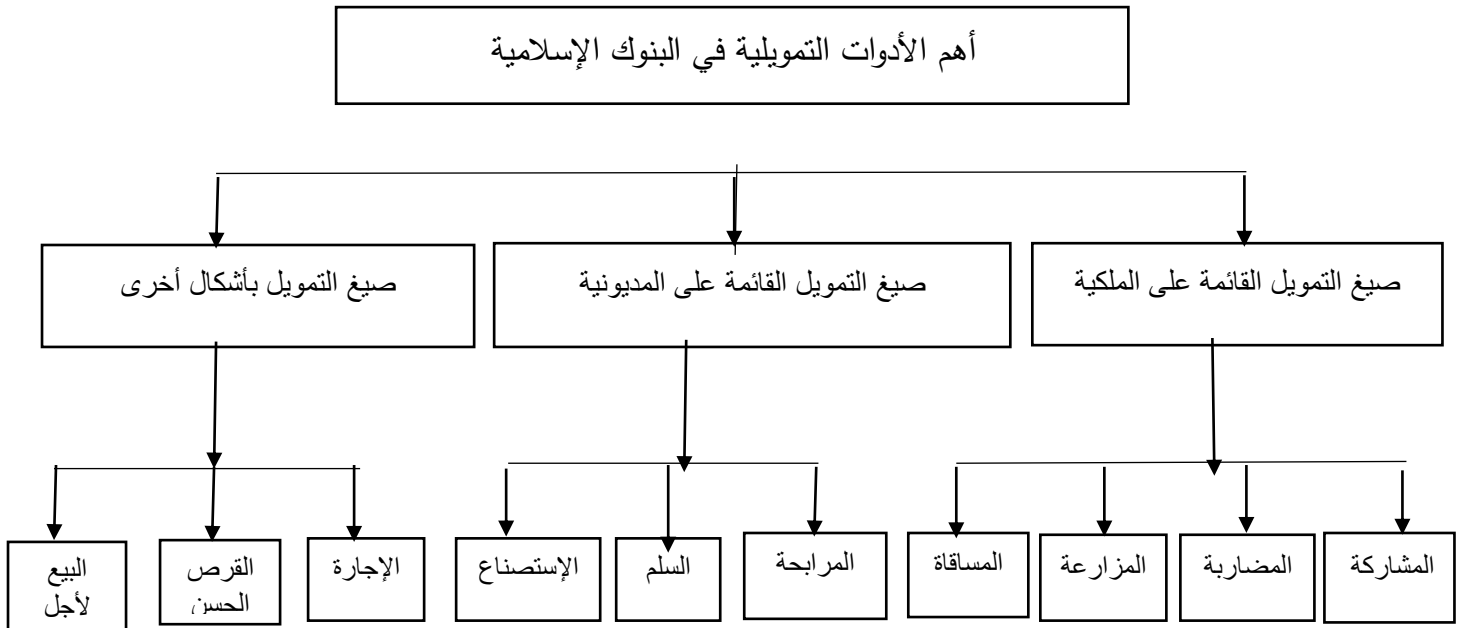 أهم الأدوات التمويلية في البنوك الإسلامية
صيغ التمويل القائمة على الملكية
صيغ التمويل القائمة على المديونية
صيغ التمويل بأشكال أخرى
المشاركة
المضاربة
المزارعة
المساقاة
المرابحة
السلم
الإستصناع
الإجارة
القرض
الحسن
البيع
لأجل